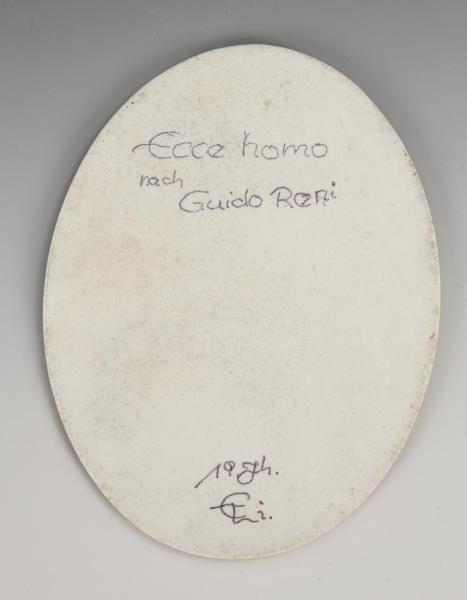 Ecce homo
nach
Guido Reni
19 Jh.